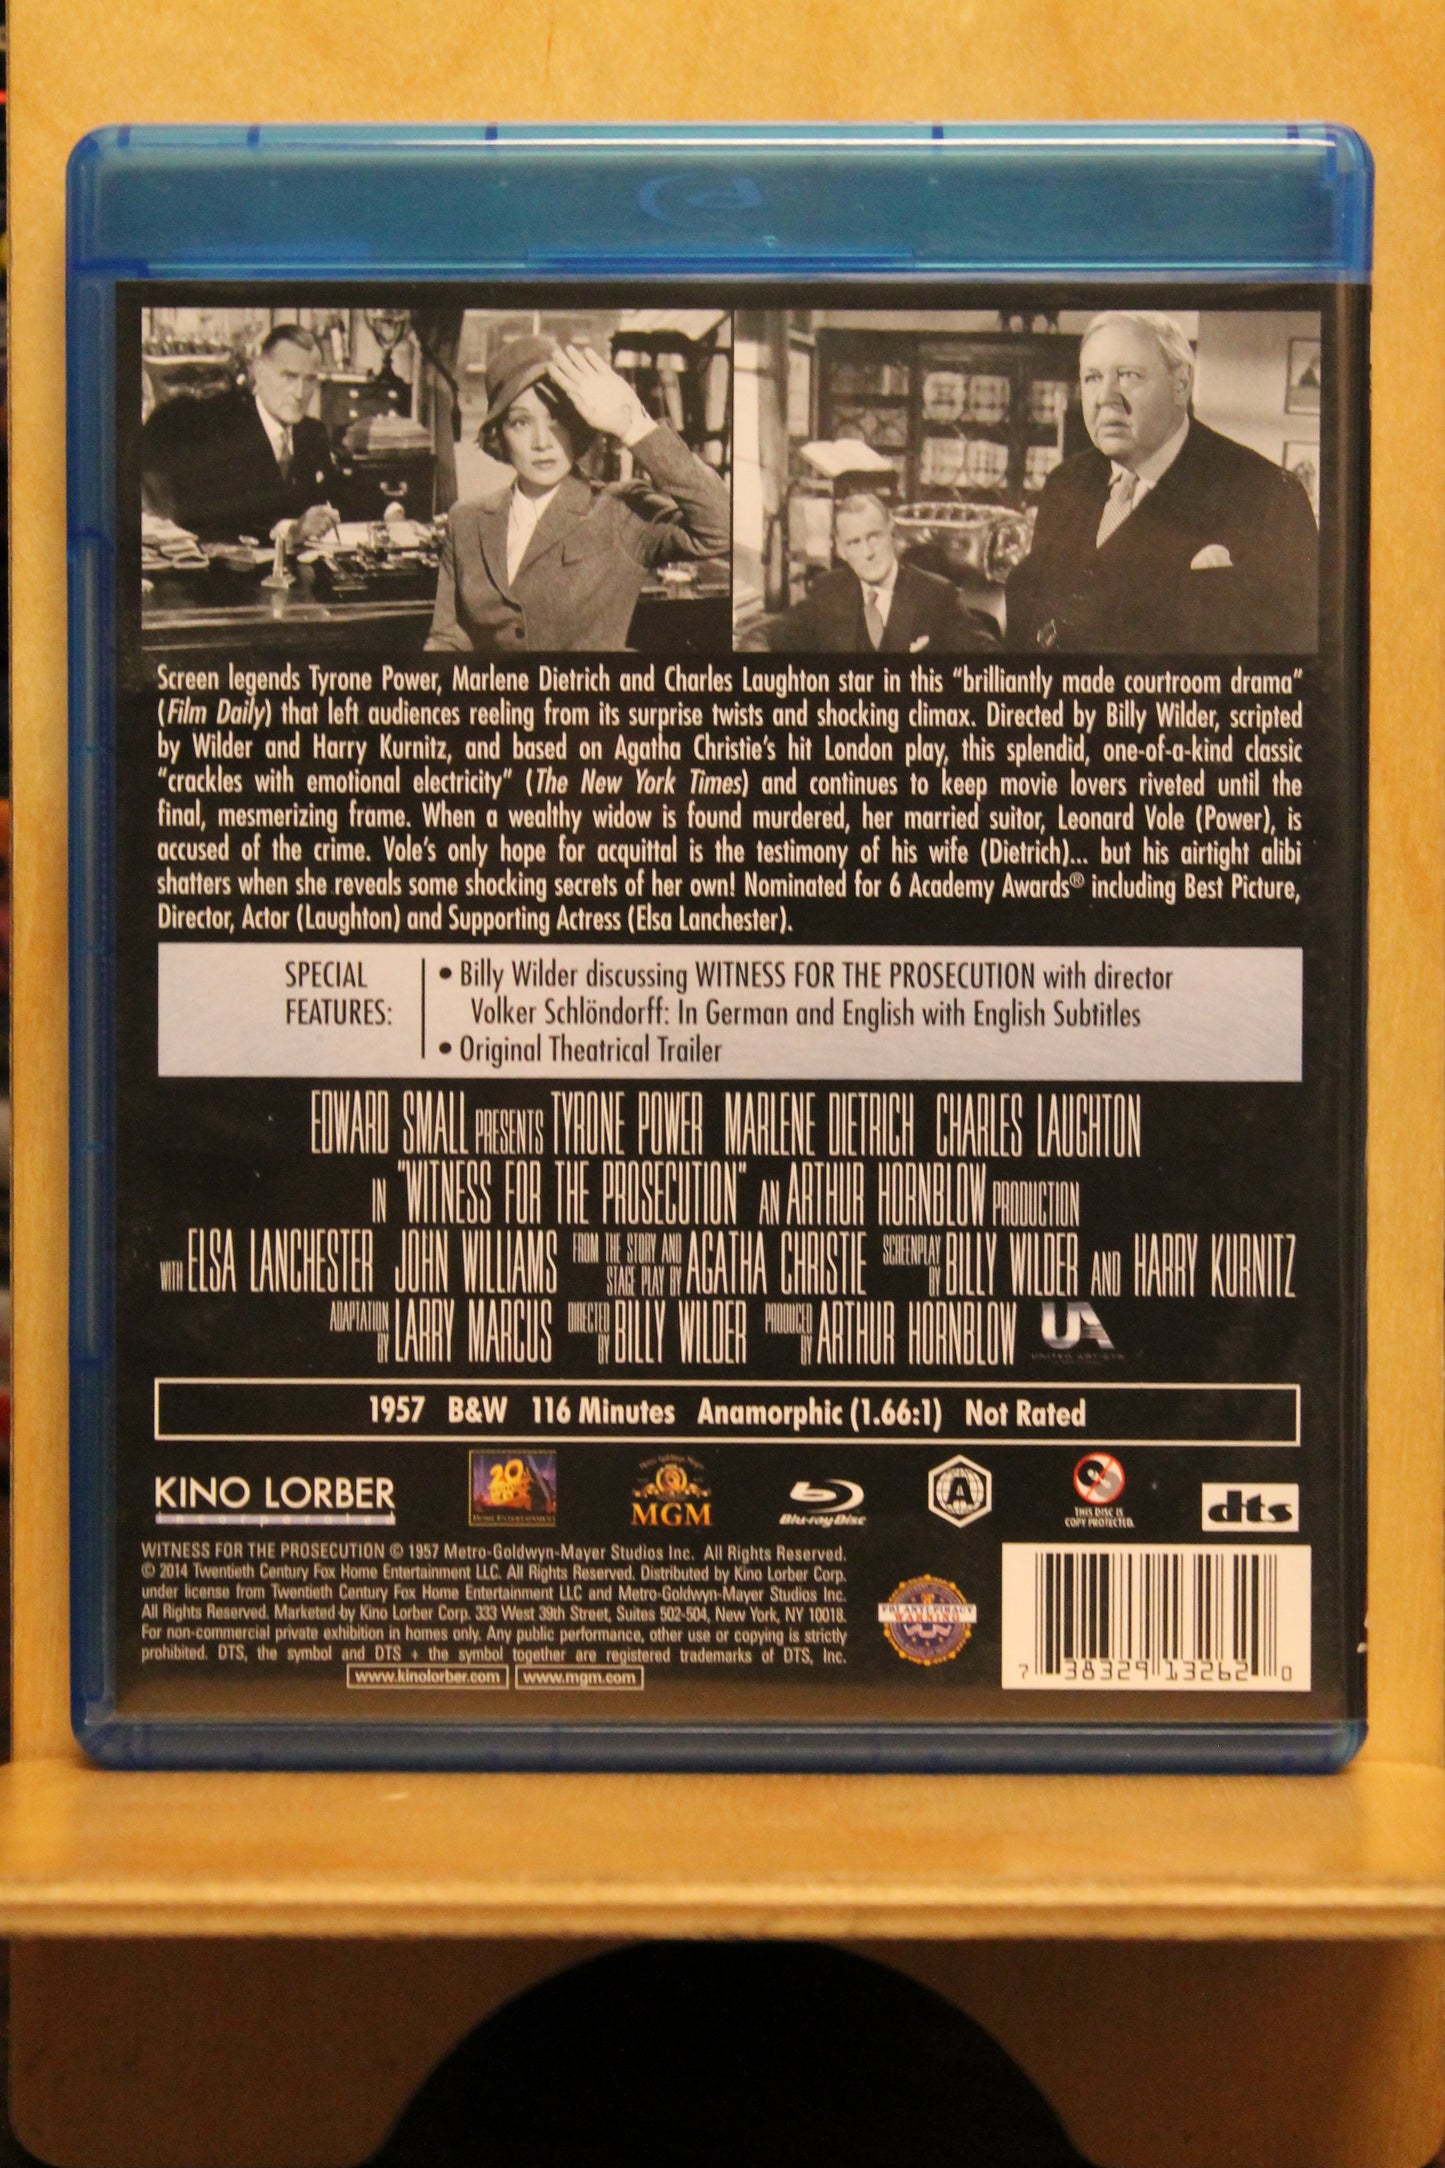 Screen legends Tyrone Power, Marlene Dietrich and Charles Laughton star in this “brilliantly made courtroom drama”
(Film Daily) that left audiences reeling from its surprise twists and shocking climax. Directed by Billy Wilder, scripted
by Wilder and Harry Kurnitz, and based on Agatha Christie’s hit London play, this splendid, one-of-a-kind classic
“crackles with emotional electricity” (The New York Times) and continues to keep movie lovers riveted until the
final, mesmerizing frame. When a wealthy widow is found murdered, her married suitor, Leonard Vole (Power), is
accused of the crime. Vole’s only hope for acquittal is the testimony of his wife (Dietrich)... but his airtight alibi
shatters when she reveals some shocking secrets of her own! Nominated for 6 Academy Awards® including Best Picture,
Director, Actor (Laughton) and Supporting Actress (Elsa Lanchester).
SPECIAL
FEATURES:
• Billy Wilder discussing WITNESS FOR THE PROSECUTION with director
Volker Schlöndorff: In German and English with English Subtitles
• Original Theatrical Trailer
EDWARD SMALL PRESENTS TYRONE POWER MARLENE DIETRICH CHARLES LAUGHTON
IN "WITNESS FOR THE PROSECUTION" AN ARTHUR HORNBLOW PRODUCTION
WITH ELSA LANCHESTER JOHN WILLIAMS FROM THE STORY AND STAGE PLAY BY AGATHA CHRISTIE SCREENPLAY BY BILLY WILDER AND HARRY KURNITZ
ADAPTATION BY LARRY MARCUS DIRECTED BY BILLY WILDER PRODUCED BY ARTHUR HORNBLOW UA
UNITED ARTISTS
1957 B&W 116 Minutes Anamorphic (1.66:1) Not Rated
KINO LORBER
incorporated
20
HOME ENTERTAINMENT
Metro Goldwyn Mayer
MGM
Blu-ray Disc
A
THIS DISC IS
COPY PROTECTED.
dts
WITNESS FOR THE PROSECUTION © 1957 Metro-Goldwyn-Mayer Studios Inc. All Rights Reserved.
© 2014 Twentieth Century Fox Home Entertainment LLC. All Rights Reserved. Distributed by Kino Lorber Corp.
under license from Twentieth Century Fox Home Entertainment LLC and Metro-Goldwyn-Mayer Studios Inc.
All Rights Reserved. Marketed by Kino Lorber Corp. 333 West 39th Street, Suites 502-504, New York, NY 10018.
For non-commercial private exhibition in homes only. Any public performance, other use or copying is strictly
prohibited. DTS, the symbol and DTS + the symbol together are registered trademarks of DTS, Inc.
www.kinolorber.com www.mgm.com
FBI ANTI-PIRACY
WARNING
7 38329 13262 0